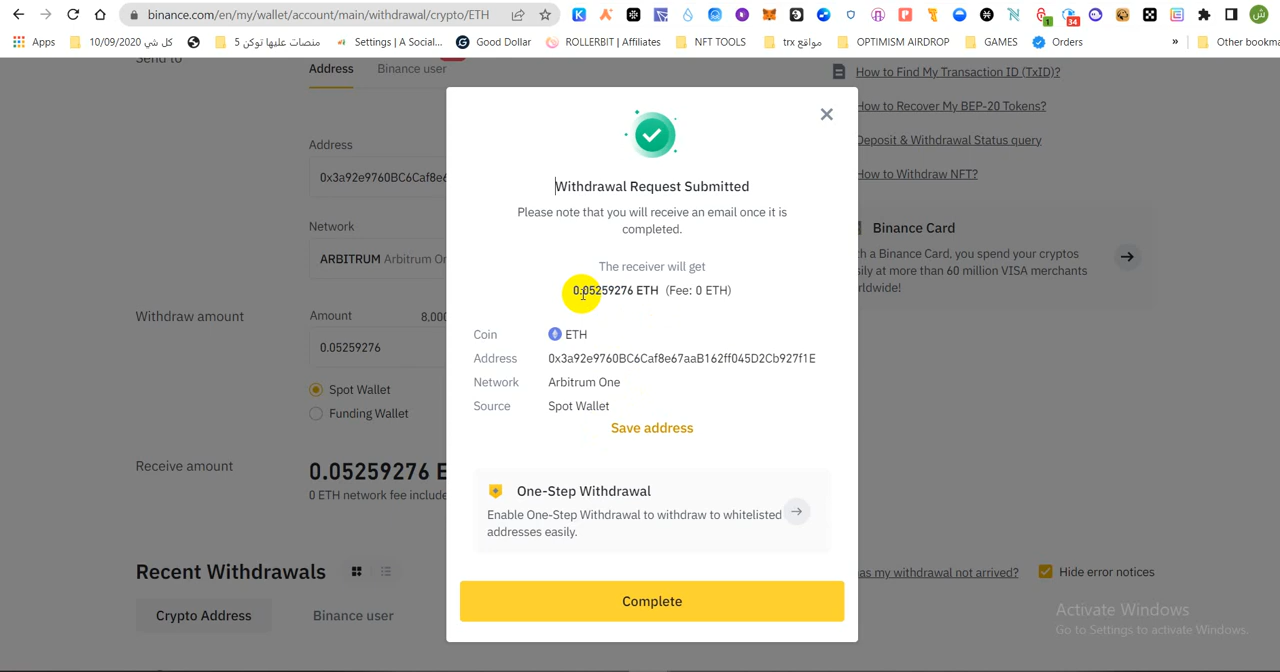 binance.com/en/my/wallet/account/main/withdrawal/crypto/ETH
Apps
كل شي 10/09/2020
منصات عليها توكن 5
Settings | A Social...
Good Dollar
ROLLERBIT | Affiliates
NFT TOOLS
مواقع trx
OPTIMISM AIRDROP
GAMES
Orders
»
Other bookma
1
34
ش
Send to
Address
Binance user
Address
0x3a92e9760BC6Caf8e6
Network
ARBITRUM Arbitrum On
Withdraw amount
Amount
8,000
0.05259276
Spot Wallet
Funding Wallet
Receive amount
0.05259276 E
0 ETH network fee include
Recent Withdrawals
Crypto Address
Binance user
Withdrawal Request Submitted
Please note that you will receive an email once it is
completed.
The receiver will get
0.05259276 ETH (Fee: 0 ETH)
Coin
ETH
Address
0x3a92e9760BC6Caf8e67aaB162ff045D2Cb927f1E
Network
Arbitrum One
Source
Spot Wallet
Save address
One-Step Withdrawal
Enable One-Step Withdrawal to withdraw to whitelisted
addresses easily.
Complete
How to Find My Transaction ID (TxID)?
How to Recover My BEP-20 Tokens?
Deposit & Withdrawal Status query
How to Withdraw NFT?
Binance Card
h a Binance Card, you spend your cryptos
sily at more than 60 million VISA merchants
rldwide!
as my withdrawal not arrived?
Hide error notices
Activate Windows
Go to Settings to activate Windows.